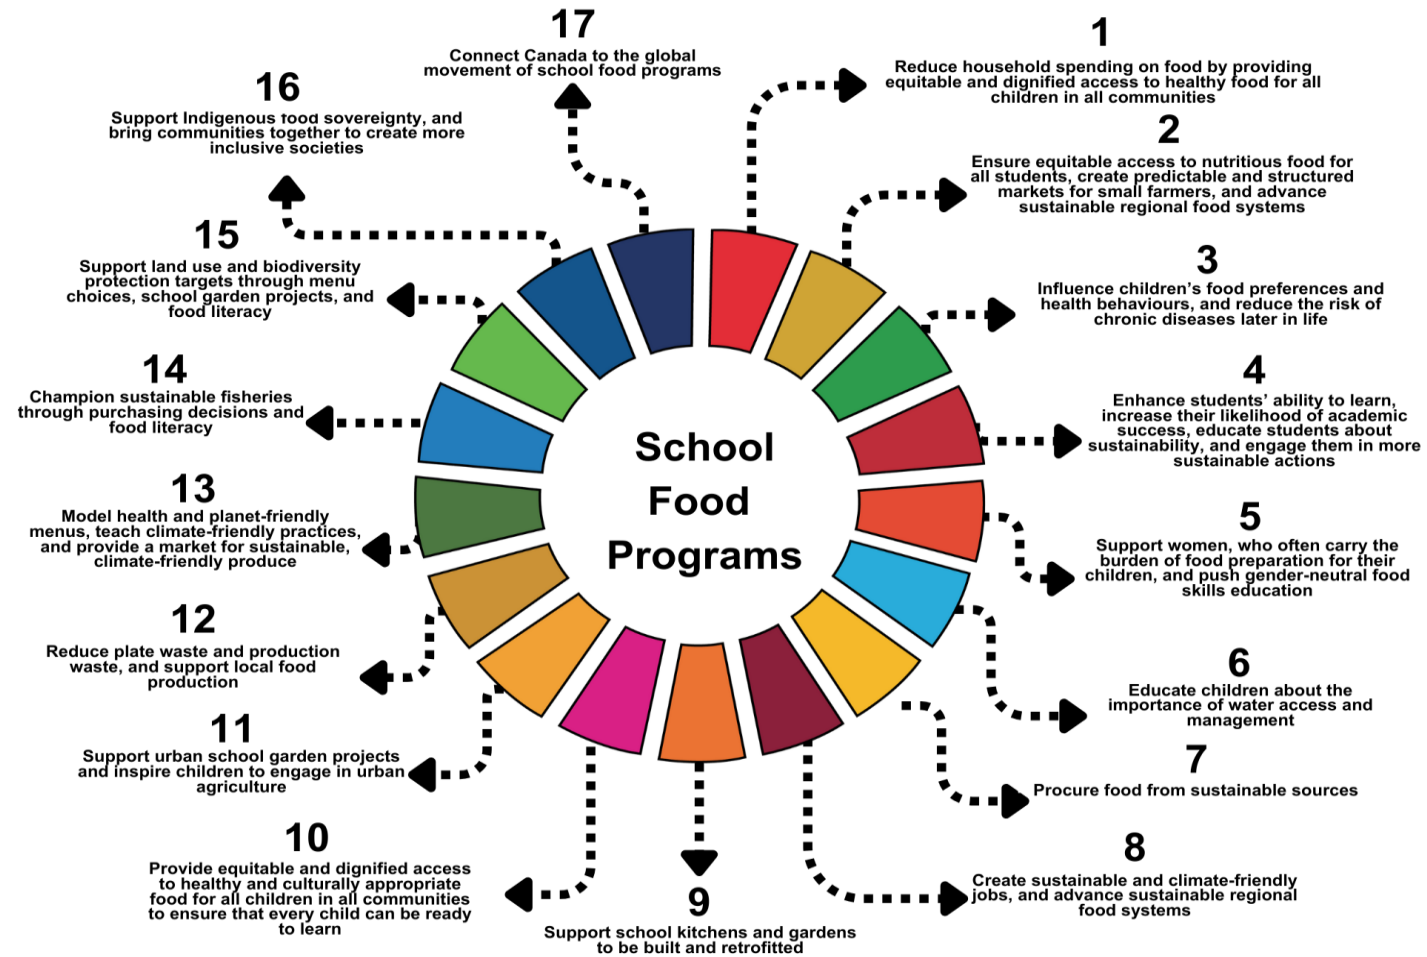 17
Connect Canada to the global
movement of school food programs
1
Reduce household spending on food by providing
equitable and dignified access to healthy food for all
children in all communities
2
Ensure equitable access to nutritious food for
all students, create predictable and structured
markets for small farmers, and advance
sustainable regional food systems
3
Influence children’s food preferences and
health behaviours, and reduce the risk of
chronic diseases later in life
4
Enhance students’ ability to learn,
increase their likelihood of academic
success, educate students about
sustainability, and engage them in more
sustainable actions
5
Support women, who often carry the
burden of food preparation for their
children, and push gender-neutral food
skills education
6
Educate children about the
importance of water access and
management
7
Procure food from sustainable sources
8
Create sustainable and climate-friendly
jobs, and advance sustainable regional
food systems
9
Support school kitchens and gardens
to be built and retrofitted
10
Provide equitable and dignified access
to healthy and culturally appropriate
food for all children in all communities
to ensure that every child can be ready
to learn
11
Support urban school garden projects
and inspire children to engage in urban
agriculture
12
Reduce plate waste and production
waste, and support local food
production
13
Model health and planet-friendly
menus, teach climate-friendly practices,
and provide a market for sustainable,
climate-friendly produce
14
Champion sustainable fisheries
through purchasing decisions and
food literacy
15
Support land use and biodiversity
protection targets through menu
choices, school garden projects, and
food literacy
16
Support Indigenous food sovereignty, and
bring communities together to create more
inclusive societies
School
Food
Programs